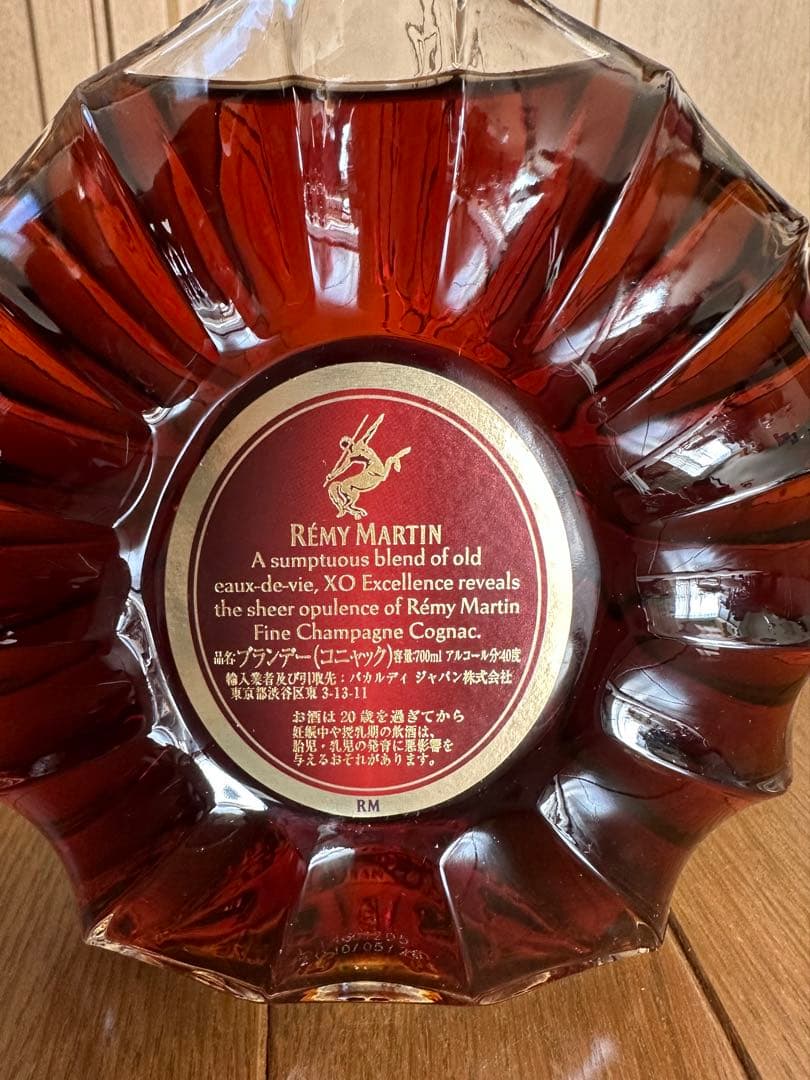 RÉMY MARTIN
A sumptuous blend of old
eaux-de-vie, XO Excellence reveals
the sheer opulence of Rémy Martin
Fine Champagne Cognac.
品名:ブランデー(コニャック)容量:700ml アルコール分:40度
輸入業者及び引取先：バカルディ ジャパン株式会社
東京都渋谷区東 3-13-11
お酒は20歳を過ぎてから
妊娠中や授乳期の飲酒は、
胎児・乳児の発育に悪影響を
与えるおそれがあります。
RM